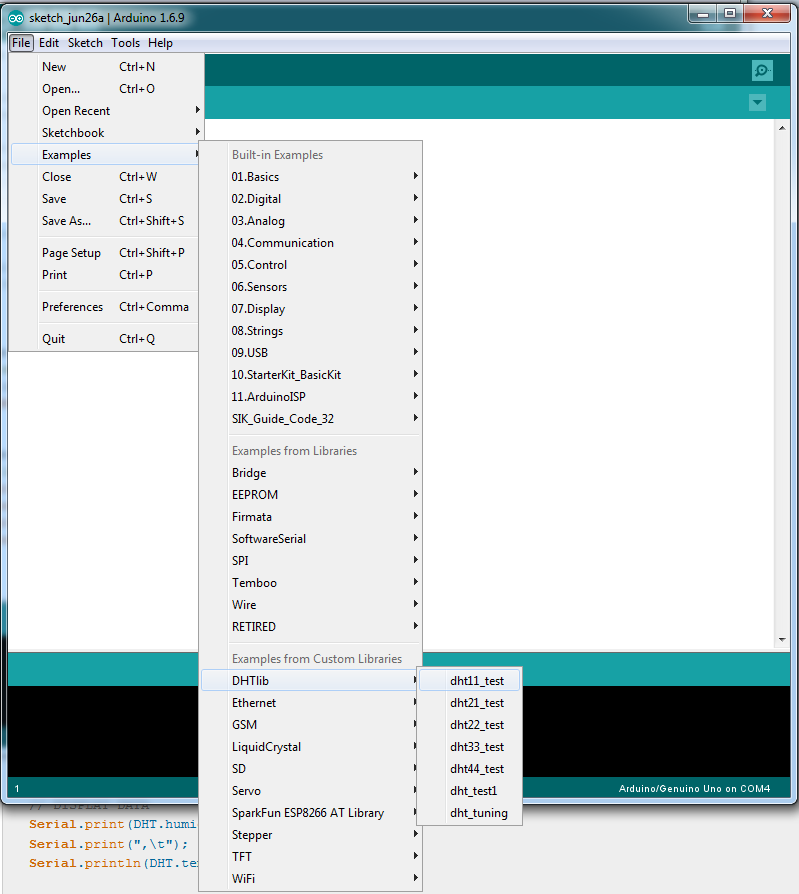 sketch_jun26a | Arduino 1.6.9
File Edit Sketch Tools Help
New Ctrl+N
Open... Ctrl+O
Open Recent
Sketchbook
Examples
Close Ctrl+W
Save Ctrl+S
Save As... Ctrl+Shift+S
Page Setup Ctrl+Shift+P
Print Ctrl+P
Preferences Ctrl+Comma
Quit Ctrl+Q
Built-in Examples
01.Basics
02.Digital
03.Analog
04.Communication
05.Control
06.Sensors
07.Display
08.Strings
09.USB
10.StarterKit_BasicKit
11.ArduinoISP
SIK_Guide_Code_32
Examples from Libraries
Bridge
EEPROM
Firmata
SoftwareSerial
SPI
Temboo
Wire
RETIRED
Examples from Custom Libraries
DHTlib
Ethernet
GSM
LiquidCrystal
SD
Servo
SparkFun ESP8266 AT Library
Stepper
TFT
WiFi
dht11_test
dht21_test
dht22_test
dht33_test
dht44_test
dht_test1
dht_tuning
1 Arduino/Genuino Uno on COM4
// DISPLAY DATA
Serial.print(DHT.humi
Serial.print(",\t");
Serial.println(DHT.te